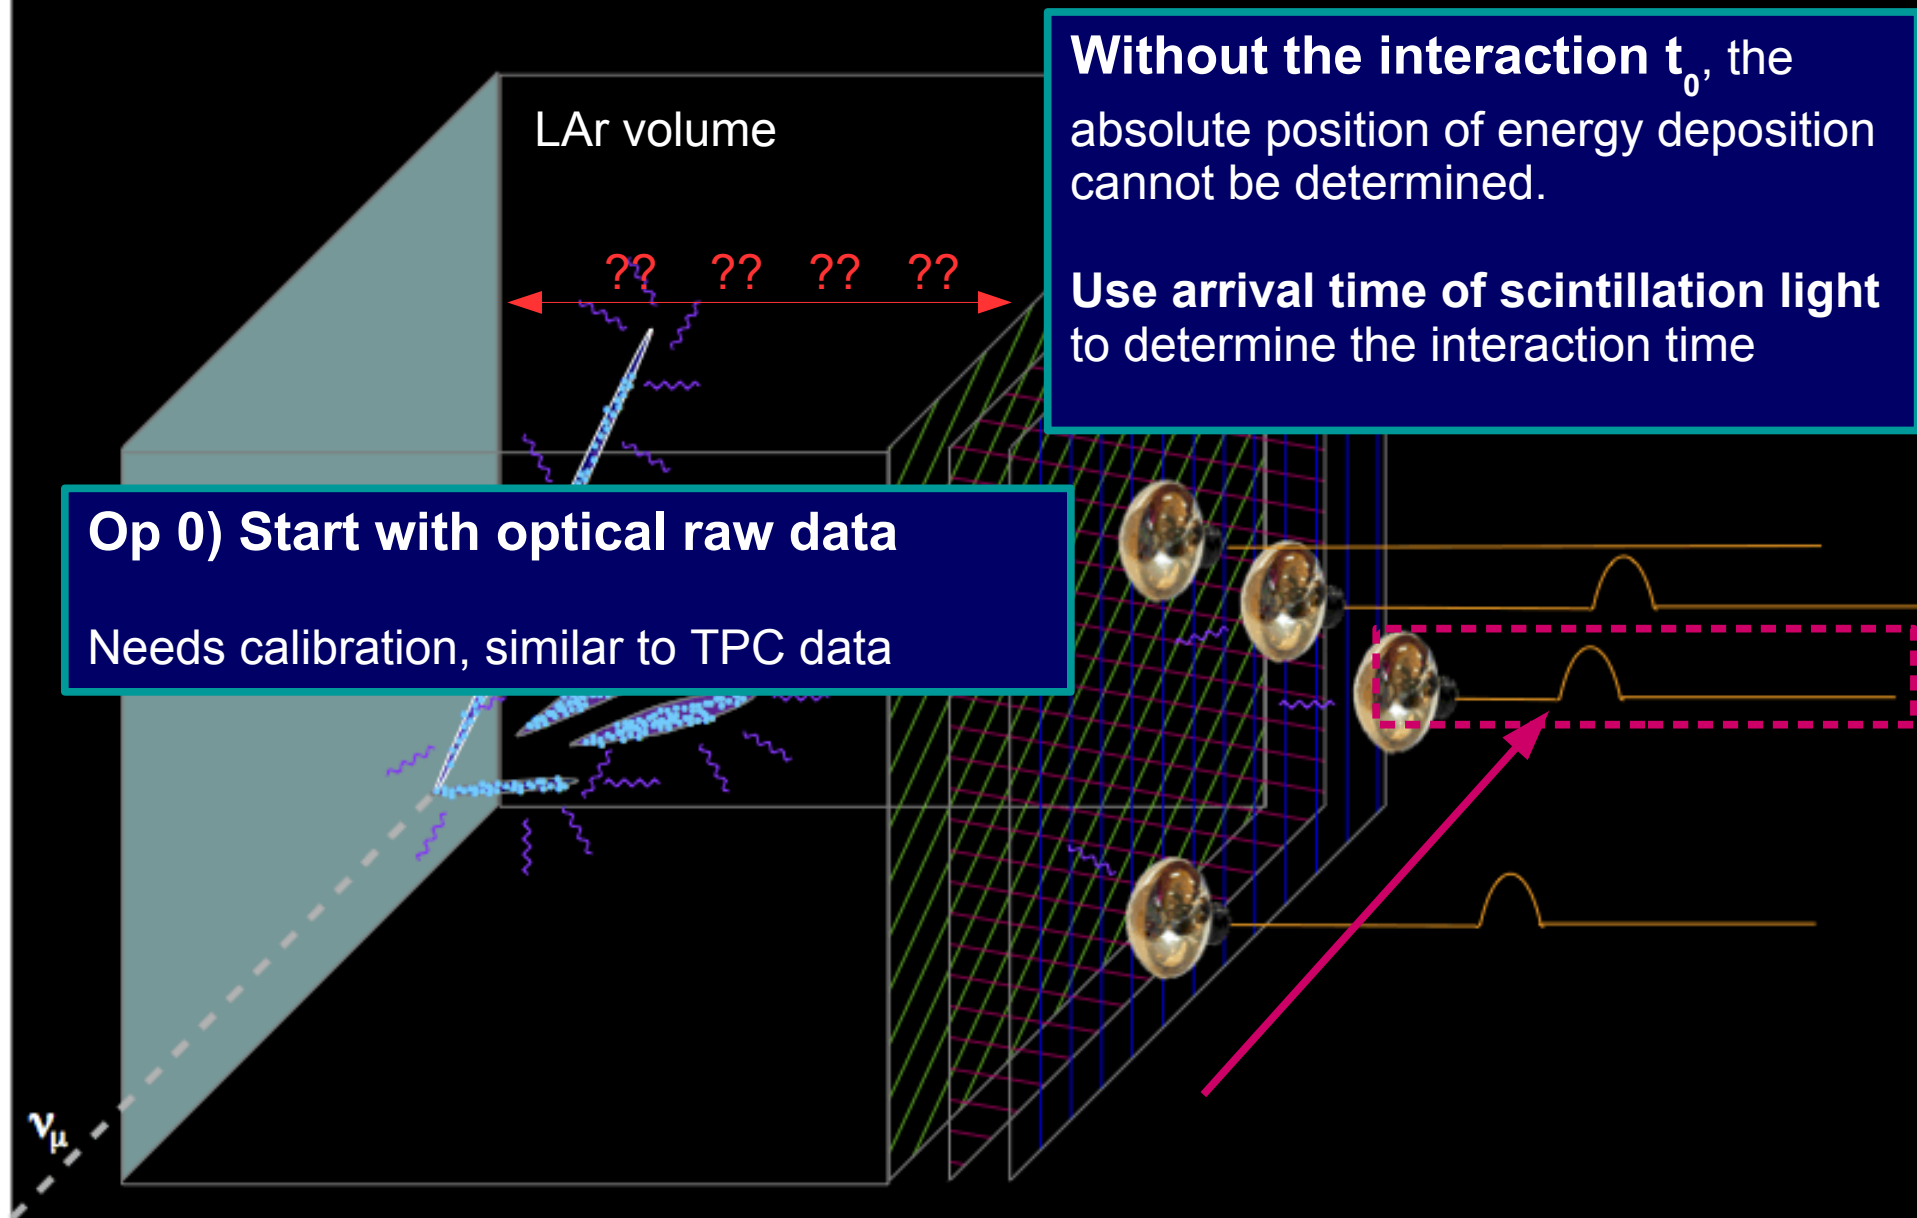 Without the interaction t₀, the
absolute position of energy deposition
cannot be determined.
Use arrival time of scintillation light
to determine the interaction time
LAr volume
?? ?? ?? ??
Op 0) Start with optical raw data
Needs calibration, similar to TPC data
νμ